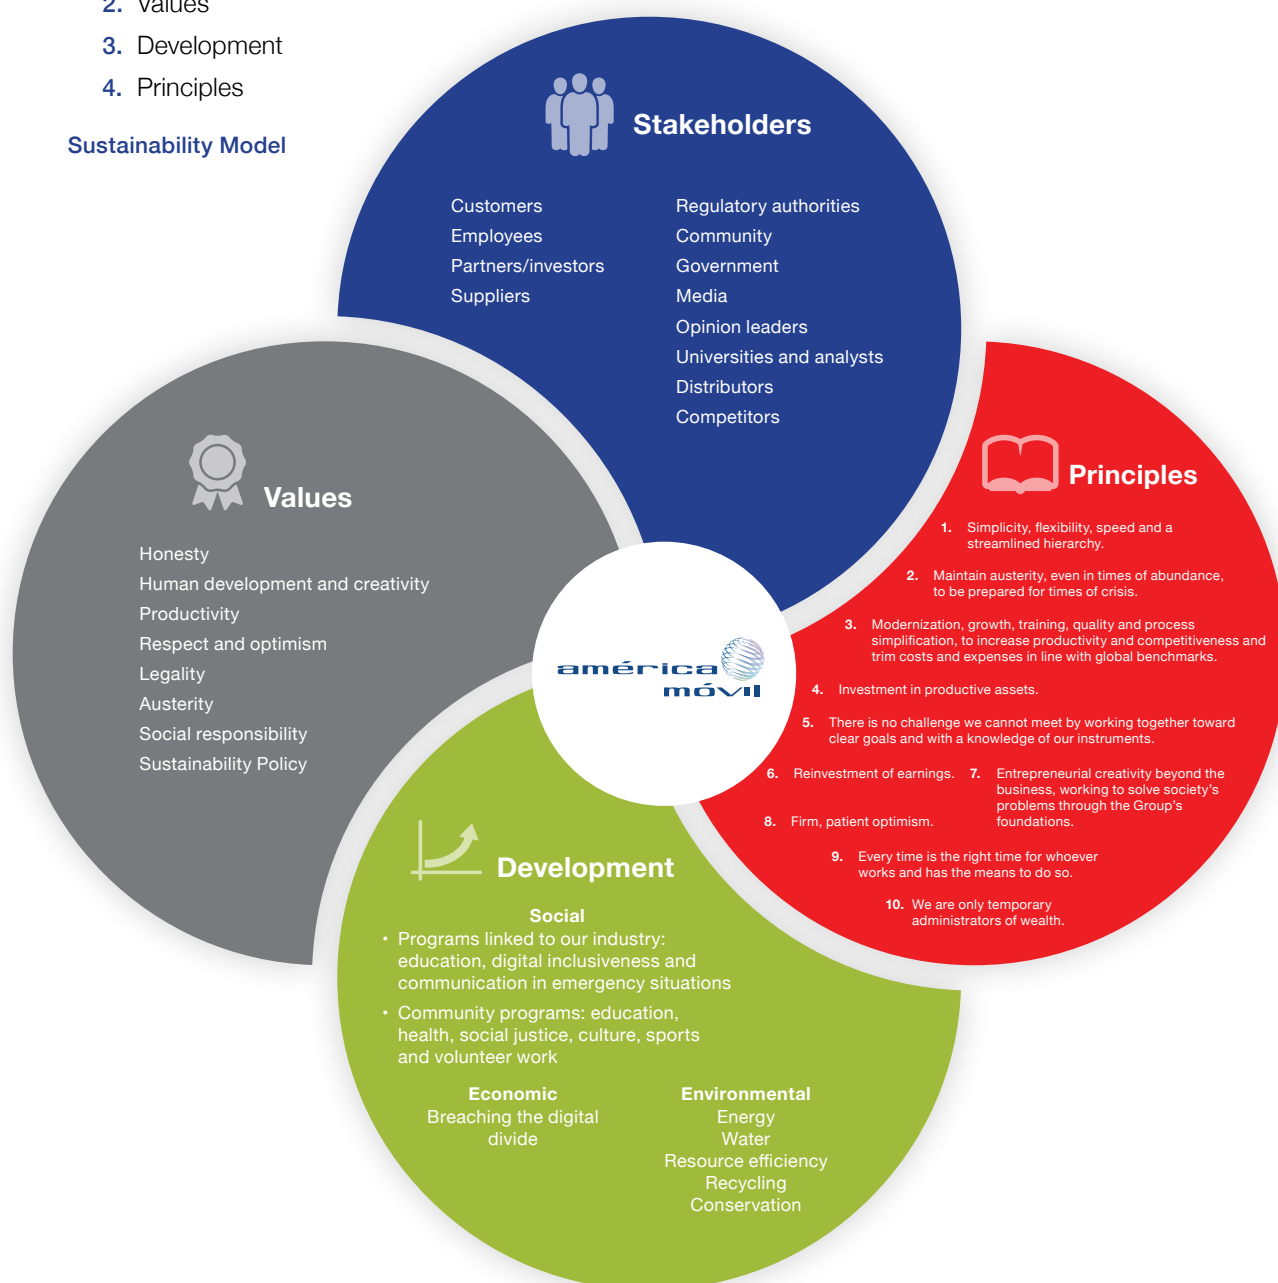 2. Values
3. Development
4. Principles
Sustainability Model
Stakeholders
Customers
Employees
Partners/investors
Suppliers
Regulatory authorities
Community
Government
Media
Opinion leaders
Universities and analysts
Distributors
Competitors
Values
Honesty
Human development and creativity
Productivity
Respect and optimism
Legality
Austerity
Social responsibility
Sustainability Policy
Principles
1. Simplicity, flexibility, speed and a
streamlined hierarchy.
2. Maintain austerity, even in times of abundance,
to be prepared for times of crisis.
3. Modernization, growth, training, quality and process
simplification, to increase productivity and competitiveness and
trim costs and expenses in line with global benchmarks.
4. Investment in productive assets.
5. There is no challenge we cannot meet by working together toward
clear goals and with a knowledge of our instruments.
6. Reinvestment of earnings.
7. Entrepreneurial creativity beyond the
business, working to solve society’s
problems through the Group’s
foundations.
8. Firm, patient optimism.
9. Every time is the right time for whoever
works and has the means to do so.
10. We are only temporary
administrators of wealth.
américa
móvil
Development
Social
• Programs linked to our industry:
education, digital inclusiveness and
communication in emergency situations
• Community programs: education,
health, social justice, culture, sports
and volunteer work
Economic
Breaching the digital
divide
Environmental
Energy
Water
Resource efficiency
Recycling
Conservation